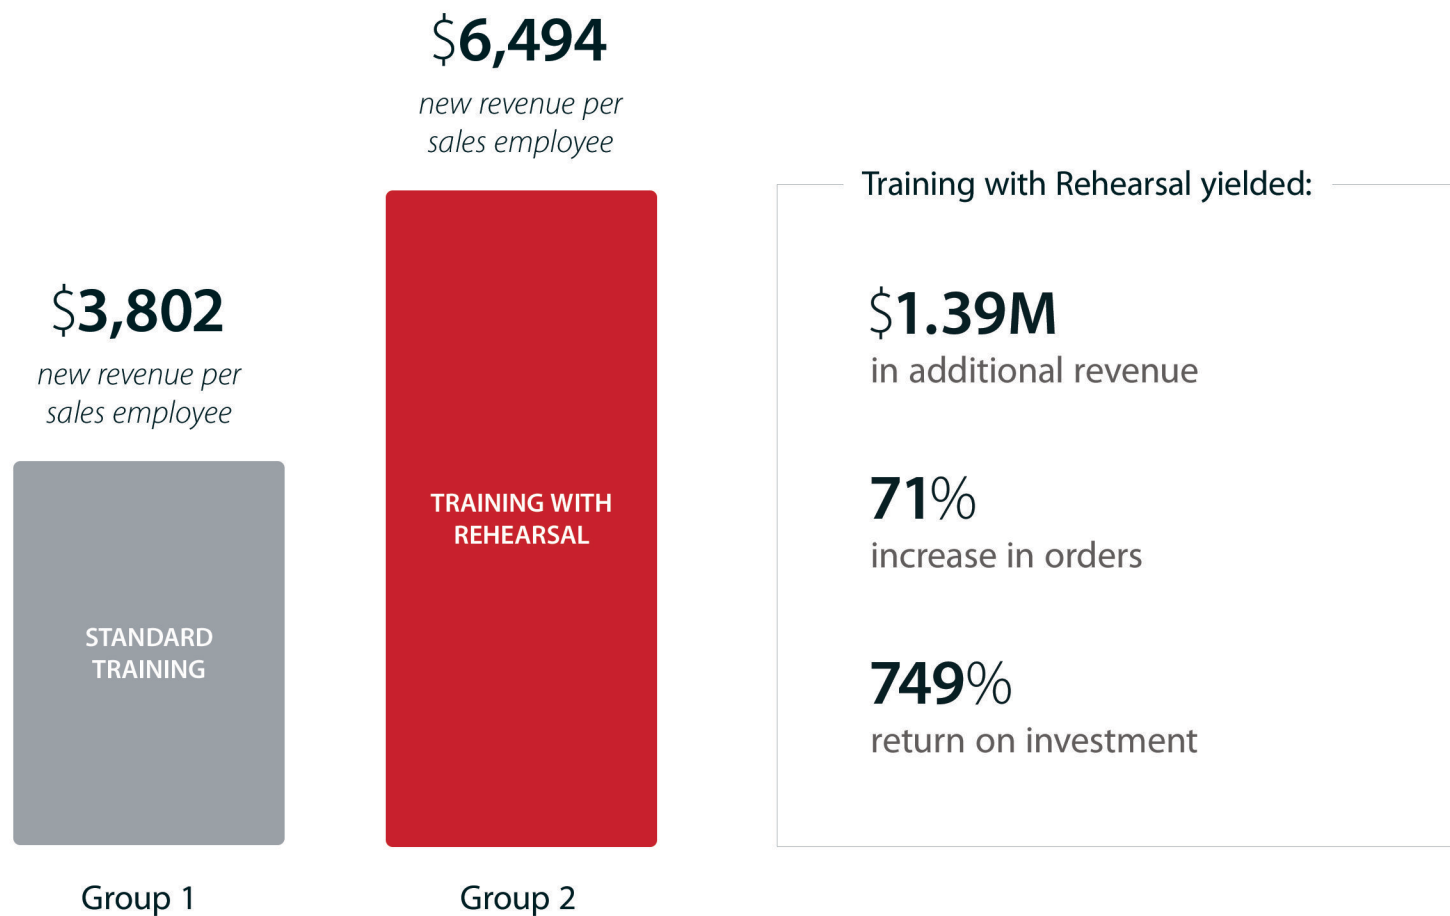 $6,494
new revenue per
sales employee
$3,802
new revenue per
sales employee
TRAINING WITH
REHEARSAL
STANDARD
TRAINING
Group 1
Group 2
Training with Rehearsal yielded:
$1.39M
in additional revenue
71%
increase in orders
749%
return on investment